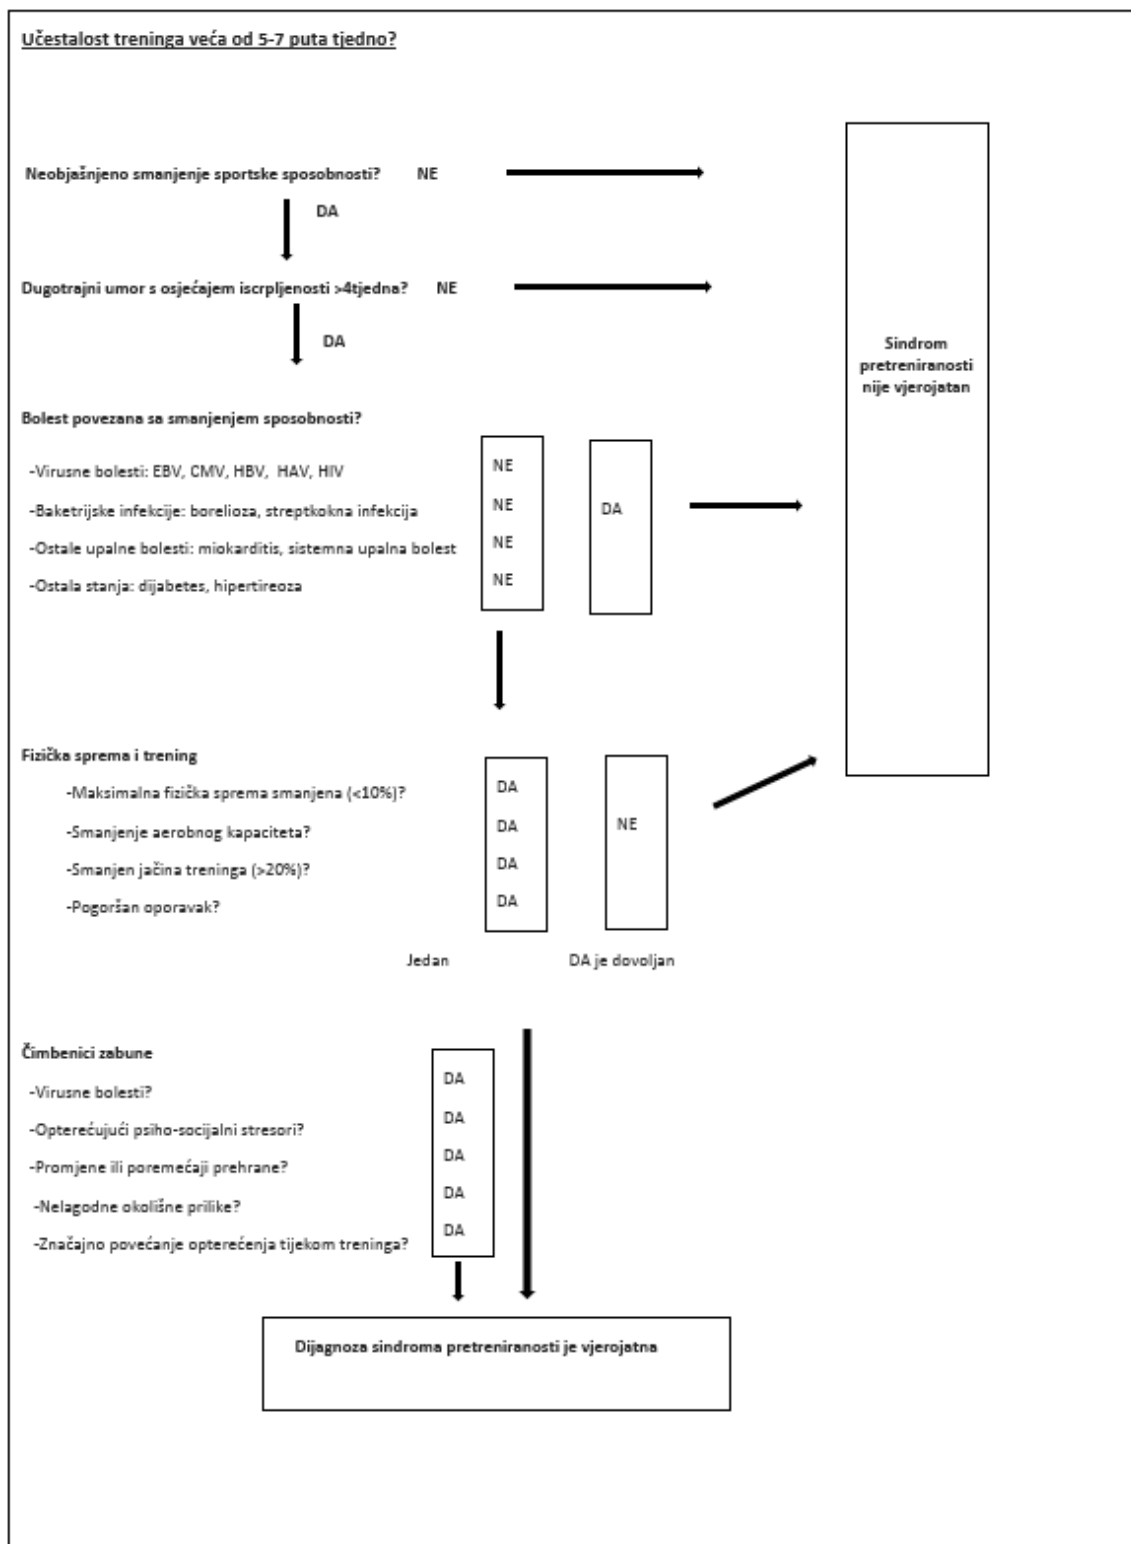 Učestalost treninga veća od 5-7 puta tjedno?
Neobjašnjeno smanjenje sportske sposobnosti? NE
DA
Dugotrajni umor s osjećajem iscrpljenosti >4tjedna? NE
DA
Sindrom
pretreniranosti
nije vjerojatan
Bolest povezana sa smanjenjem sposobnosti?
-Virusne bolesti: EBV, CMV, HBV, HAV, HIV NE
-Baketrijske infekcije: borelioza, streptkokna infekcija NE DA
-Ostale upalne bolesti: miokarditis, sistemna upalna bolest NE
-Ostala stanja: dijabetes, hipertireoza NE
Fizička sprema i trening
-Maksimalna fizička sprema smanjena (<10%)? DA
-Smanjenje aerobnog kapaciteta? DA NE
-Smanjen jačina treninga (>20%)? DA
-Pogoršan oporavak? DA
Jedan DA je dovoljan
Čimbenici zabune
-Virusne bolesti? DA
-Opterećujući psiho-socijalni stresori? DA
-Promjene ili poremećaji prehrane? DA
-Nelagodne okolišne prilike? DA
-Značajno povećanje opterećenja tijekom treninga? DA
Dijagnoza sindroma pretreniranosti je vjerojatna